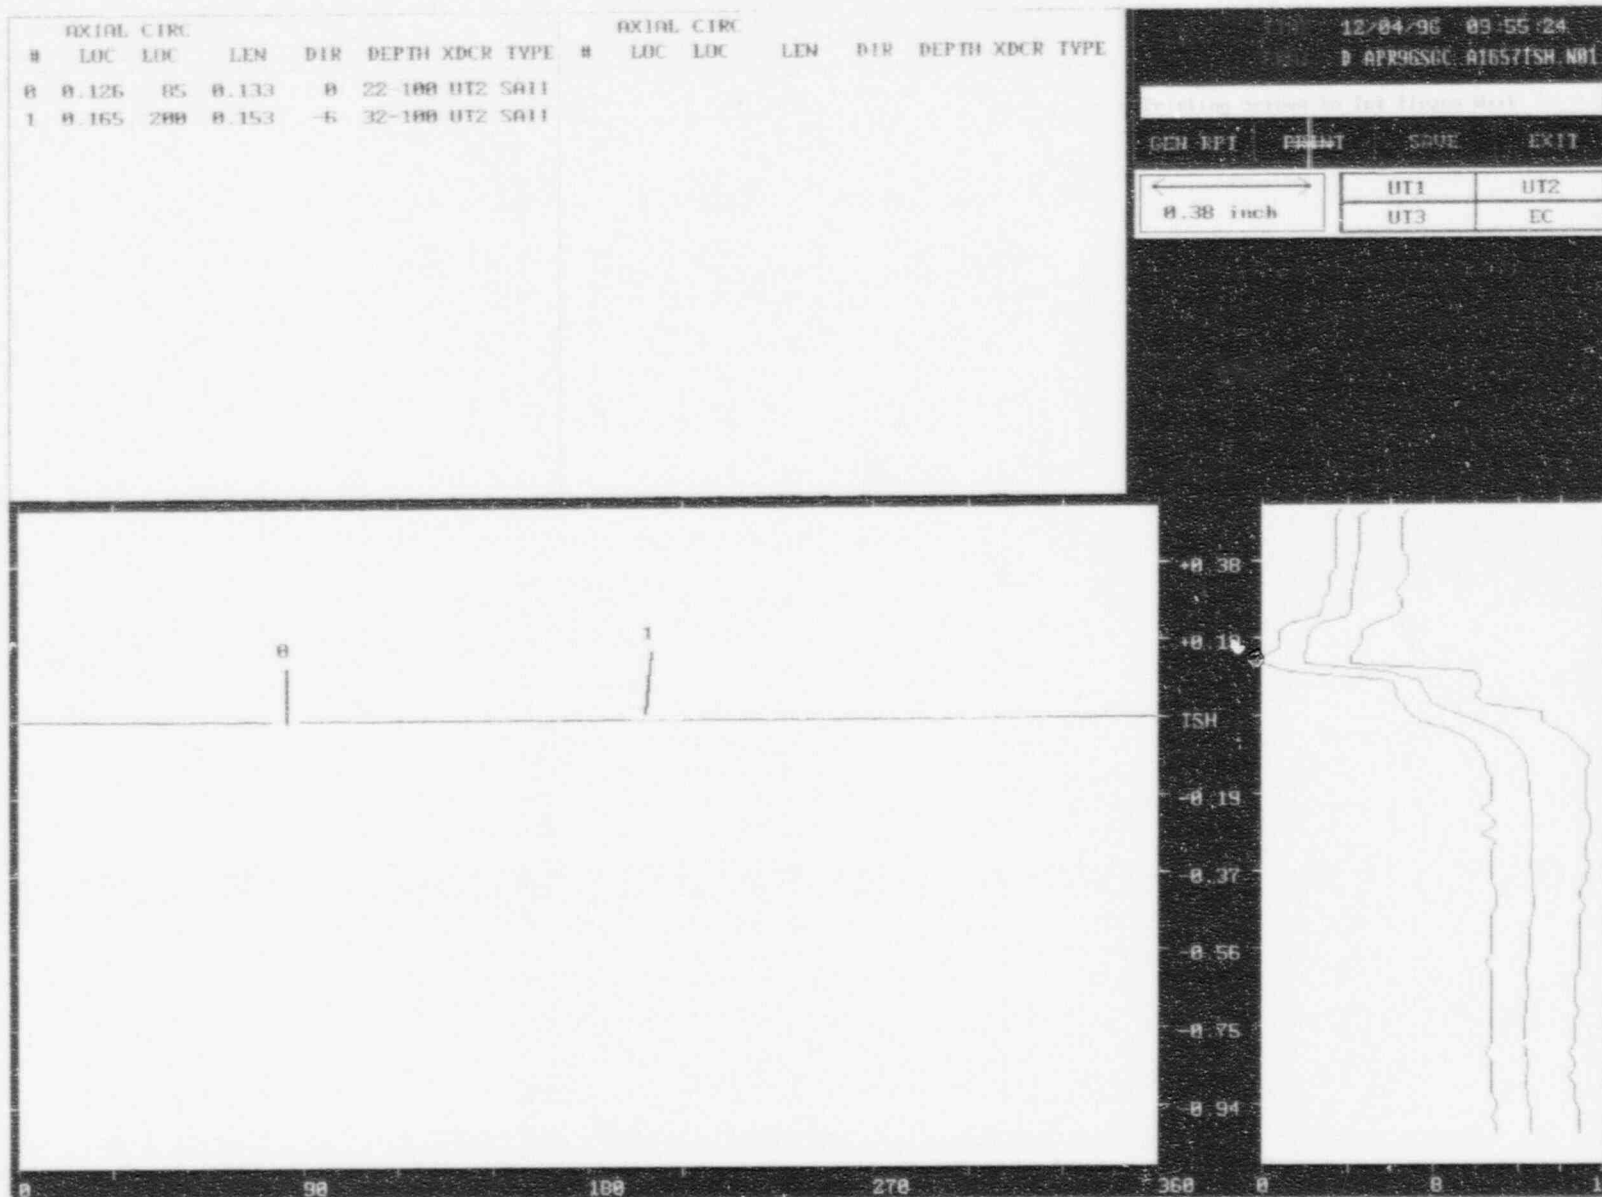 AXIAL CIRC
# LOC LOC LEN DIR DEPTH XDCR TYPE
0 0.126 85 0.133 0 22-100 UT2 SAII
1 0.165 200 0.153 -6 32-100 UT2 SAII
AXIAL CIRC
# LOC LOC LEN DIR DEPTH XDCR TYPE
12/04/96 09:55:24
D APR96SGC A1657ISH.N01
GEN RPT PRINT SAVE EXIT
0.38 inch
UT1 UT2
UT3 EC
0
1
+0.38
ISH
-0.19
-0.37
-0.56
-0.75
-0.94
0 90 180 270 360
0 8